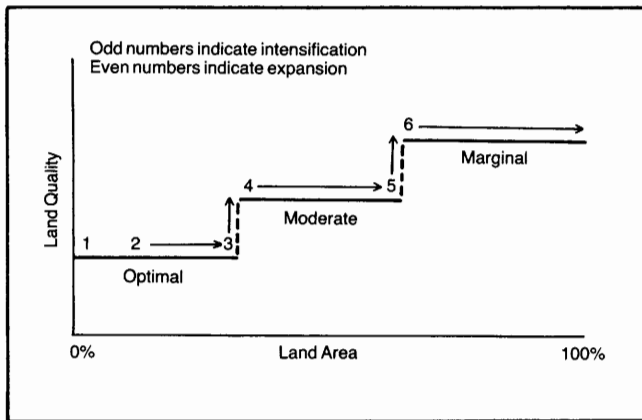 Odd numbers indicate intensification
Even numbers indicate expansion
6
Marginal
4
5
Moderate
1 2 3
Optimal
Land Quality
0% Land Area 100%